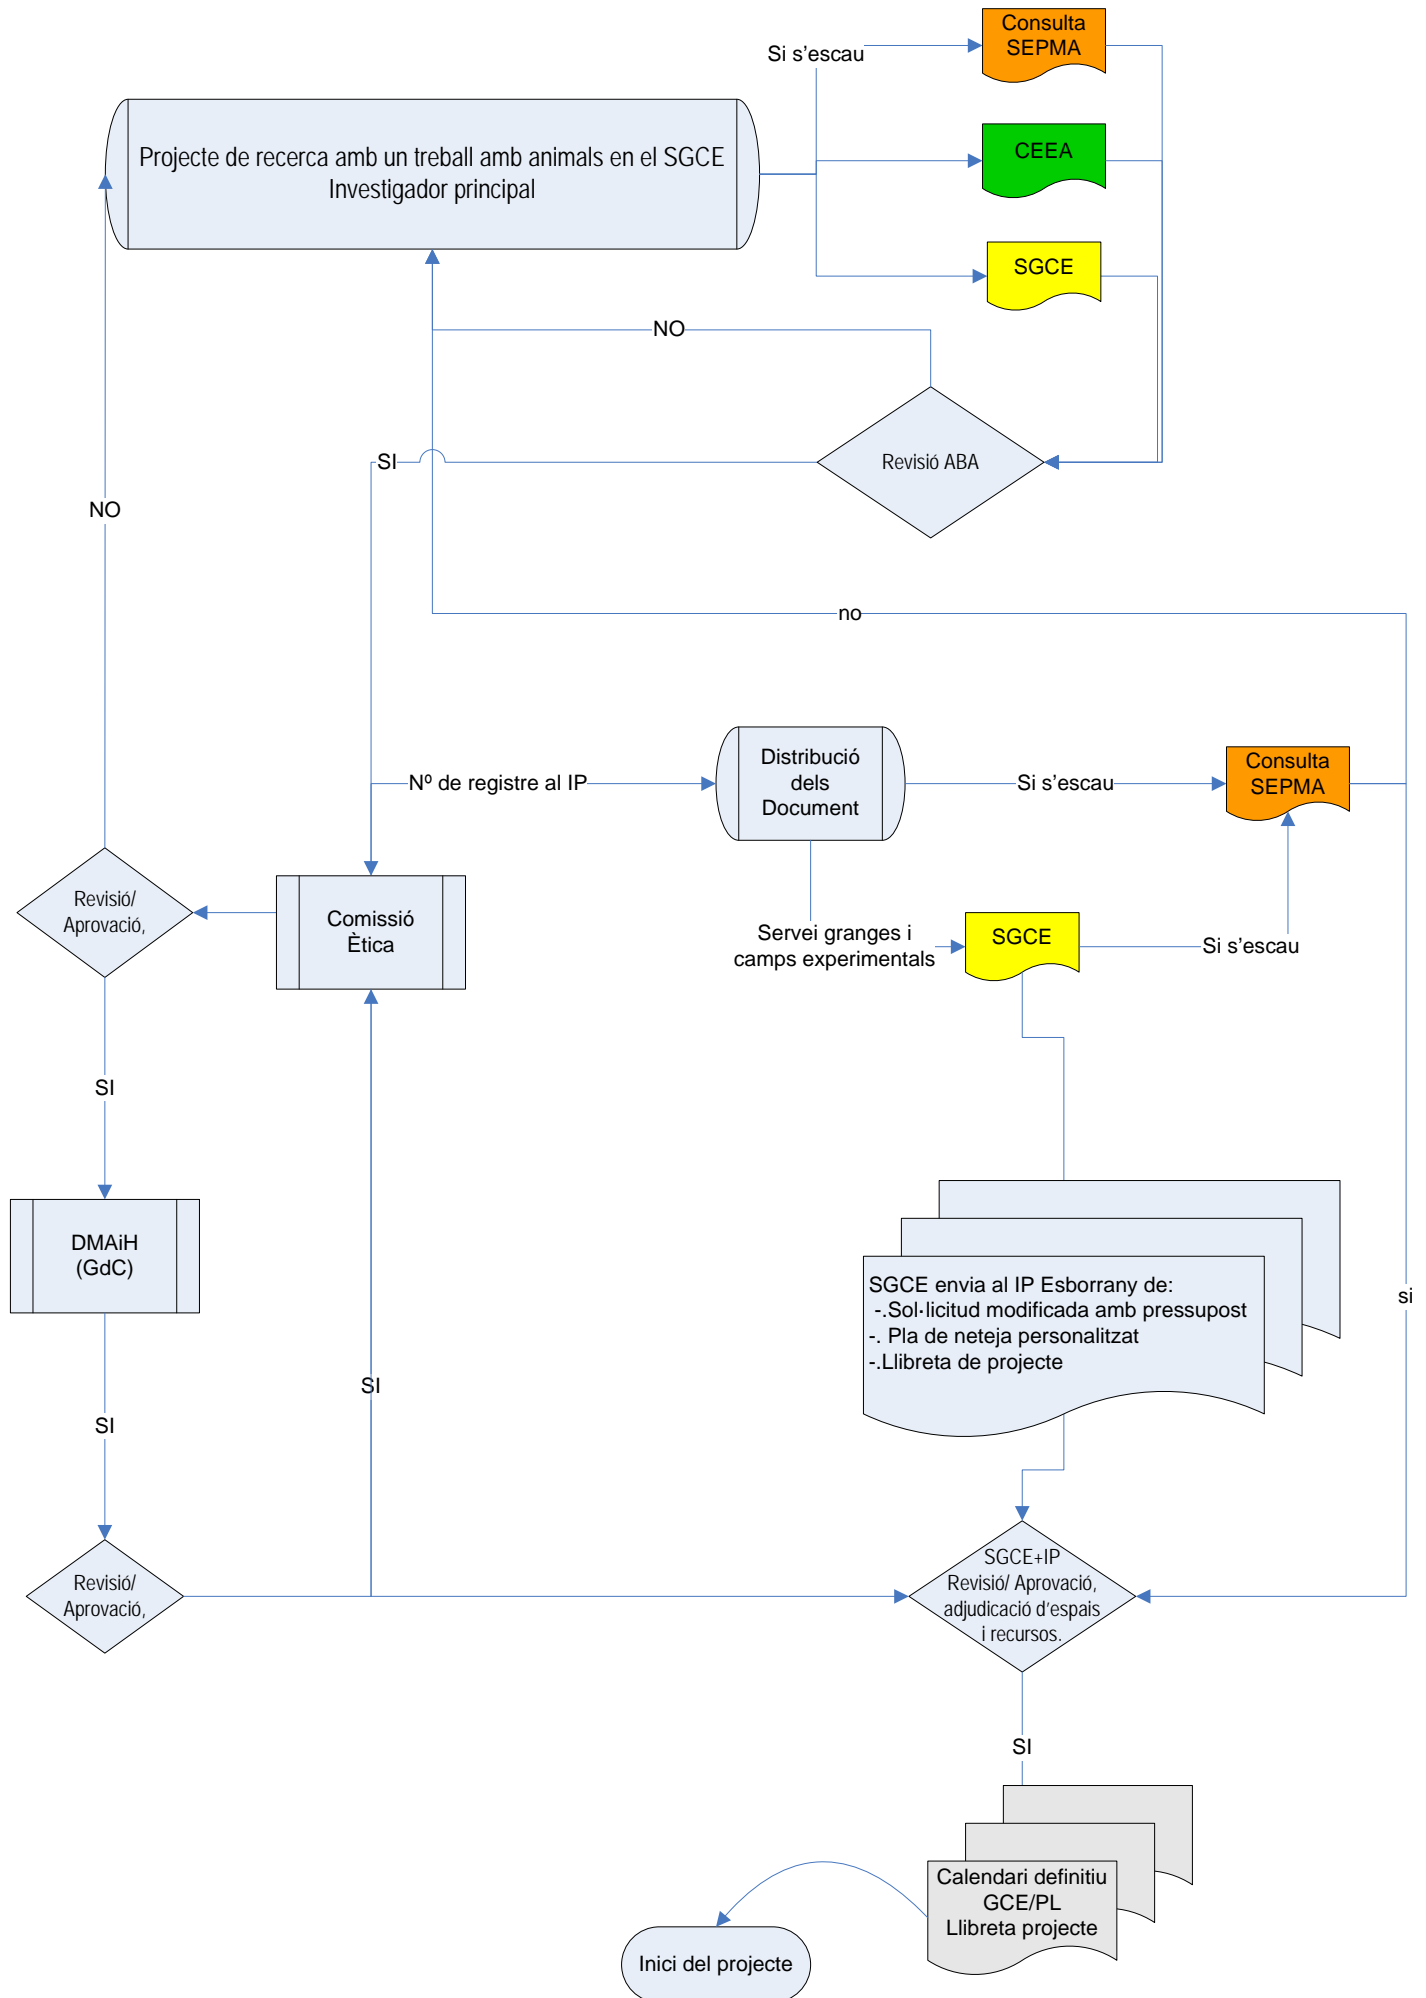 Consulta
SEPMA
Si s’escau
Projecte de recerca amb un treball amb animals en el SGCE
Investigador principal
CEEA
SGCE
NO
Revisió ABA
SI
NO
no
Nº de registre al IP
Distribució
dels
Document
Si s’escau
Consulta
SEPMA
Revisió/
Aprovació,
Comissió
Ètica
Servei granges i
camps experimentals
SGCE
Si s’escau
SI
DMAiH
(GdC)
SGCE envia al IP Esborrany de:
-.Sol·licitud modificada amb pressupost
-. Pla de neteja personalitzat
-.Llibreta de projecte
si
SI
SI
Revisió/
Aprovació,
SGCE+IP
Revisió/ Aprovació,
adjudicació d’espais
i recursos.
SI
Calendari definitiu
GCE/PL
Llibreta projecte
Inici del projecte